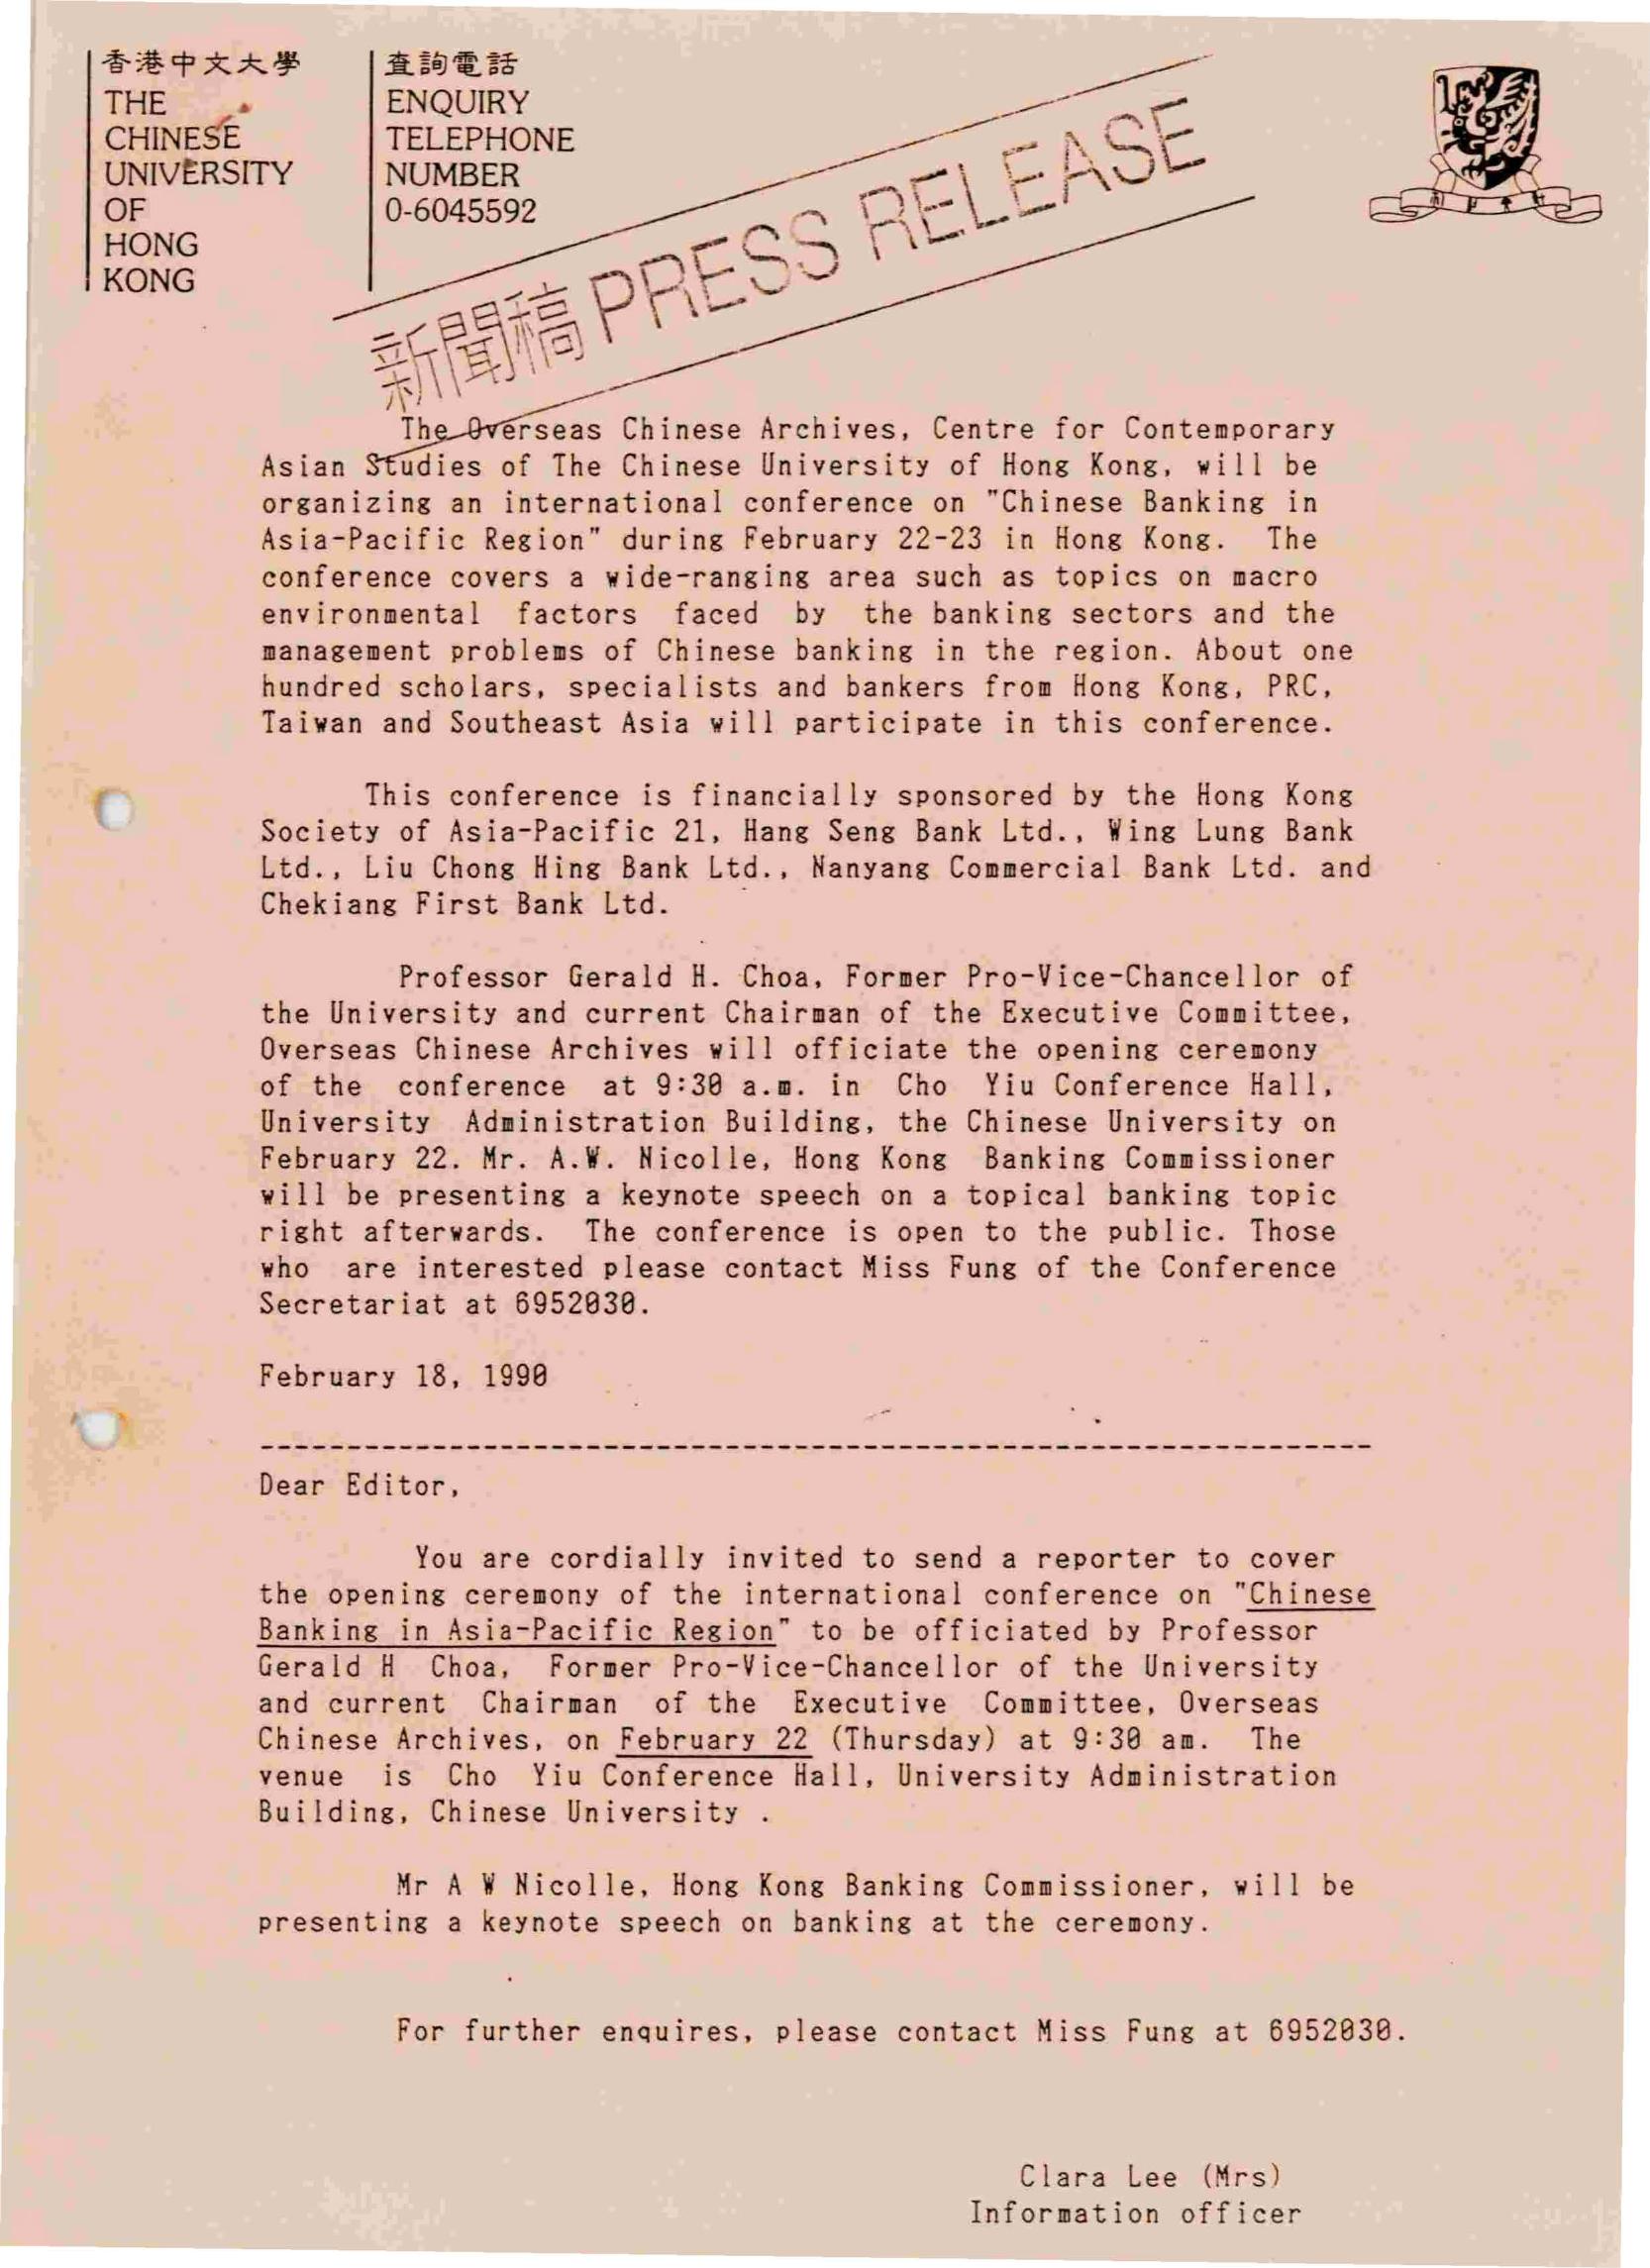 香港中文大學
THE
CHINESE
UNIVERSITY
OF
HONG
KONG
查詢電話
ENQUIRY
TELEPHONE
NUMBER
0-6045592
新聞稿 PRESS RELEASE
The Overseas Chinese Archives, Centre for Contemporary
Asian Studies of The Chinese University of Hong Kong, will be
organizing an international conference on "Chinese Banking in
Asia-Pacific Region" during February 22-23 in Hong Kong. The
conference covers a wide-ranging area such as topics on macro
environmental factors faced by the banking sectors and the
management problems of Chinese banking in the region. About one
hundred scholars, specialists and bankers from Hong Kong, PRC,
Taiwan and Southeast Asia will participate in this conference.
This conference is financially sponsored by the Hong Kong
Society of Asia-Pacific 21, Hang Seng Bank Ltd., Wing Lung Bank
Ltd., Liu Chong Hing Bank Ltd., Nanyang Commercial Bank Ltd. and
Chekiang First Bank Ltd.
Professor Gerald H. Choa, Former Pro-Vice-Chancellor of
the University and current Chairman of the Executive Committee,
Overseas Chinese Archives will officiate the opening ceremony
of the conference at 9:30 a.m. in Cho Yiu Conference Hall,
University Administration Building, the Chinese University on
February 22. Mr. A.W. Nicolle, Hong Kong Banking Commissioner
will be presenting a keynote speech on a topical banking topic
right afterwards. The conference is open to the public. Those
who are interested please contact Miss Fung of the Conference
Secretariat at 6952030.
February 18, 1990
Dear Editor,
You are cordially invited to send a reporter to cover
the opening ceremony of the international conference on "Chinese
Banking in Asia-Pacific Region" to be officiated by Professor
Gerald H Choa, Former Pro-Vice-Chancellor of the University
and current Chairman of the Executive Committee, Overseas
Chinese Archives, on February 22 (Thursday) at 9:30 am. The
venue is Cho Yiu Conference Hall, University Administration
Building, Chinese University .
Mr A W Nicolle, Hong Kong Banking Commissioner, will be
presenting a keynote speech on banking at the ceremony.
For further enquires, please contact Miss Fung at 6952030.
Clara Lee (Mrs)
Information officer